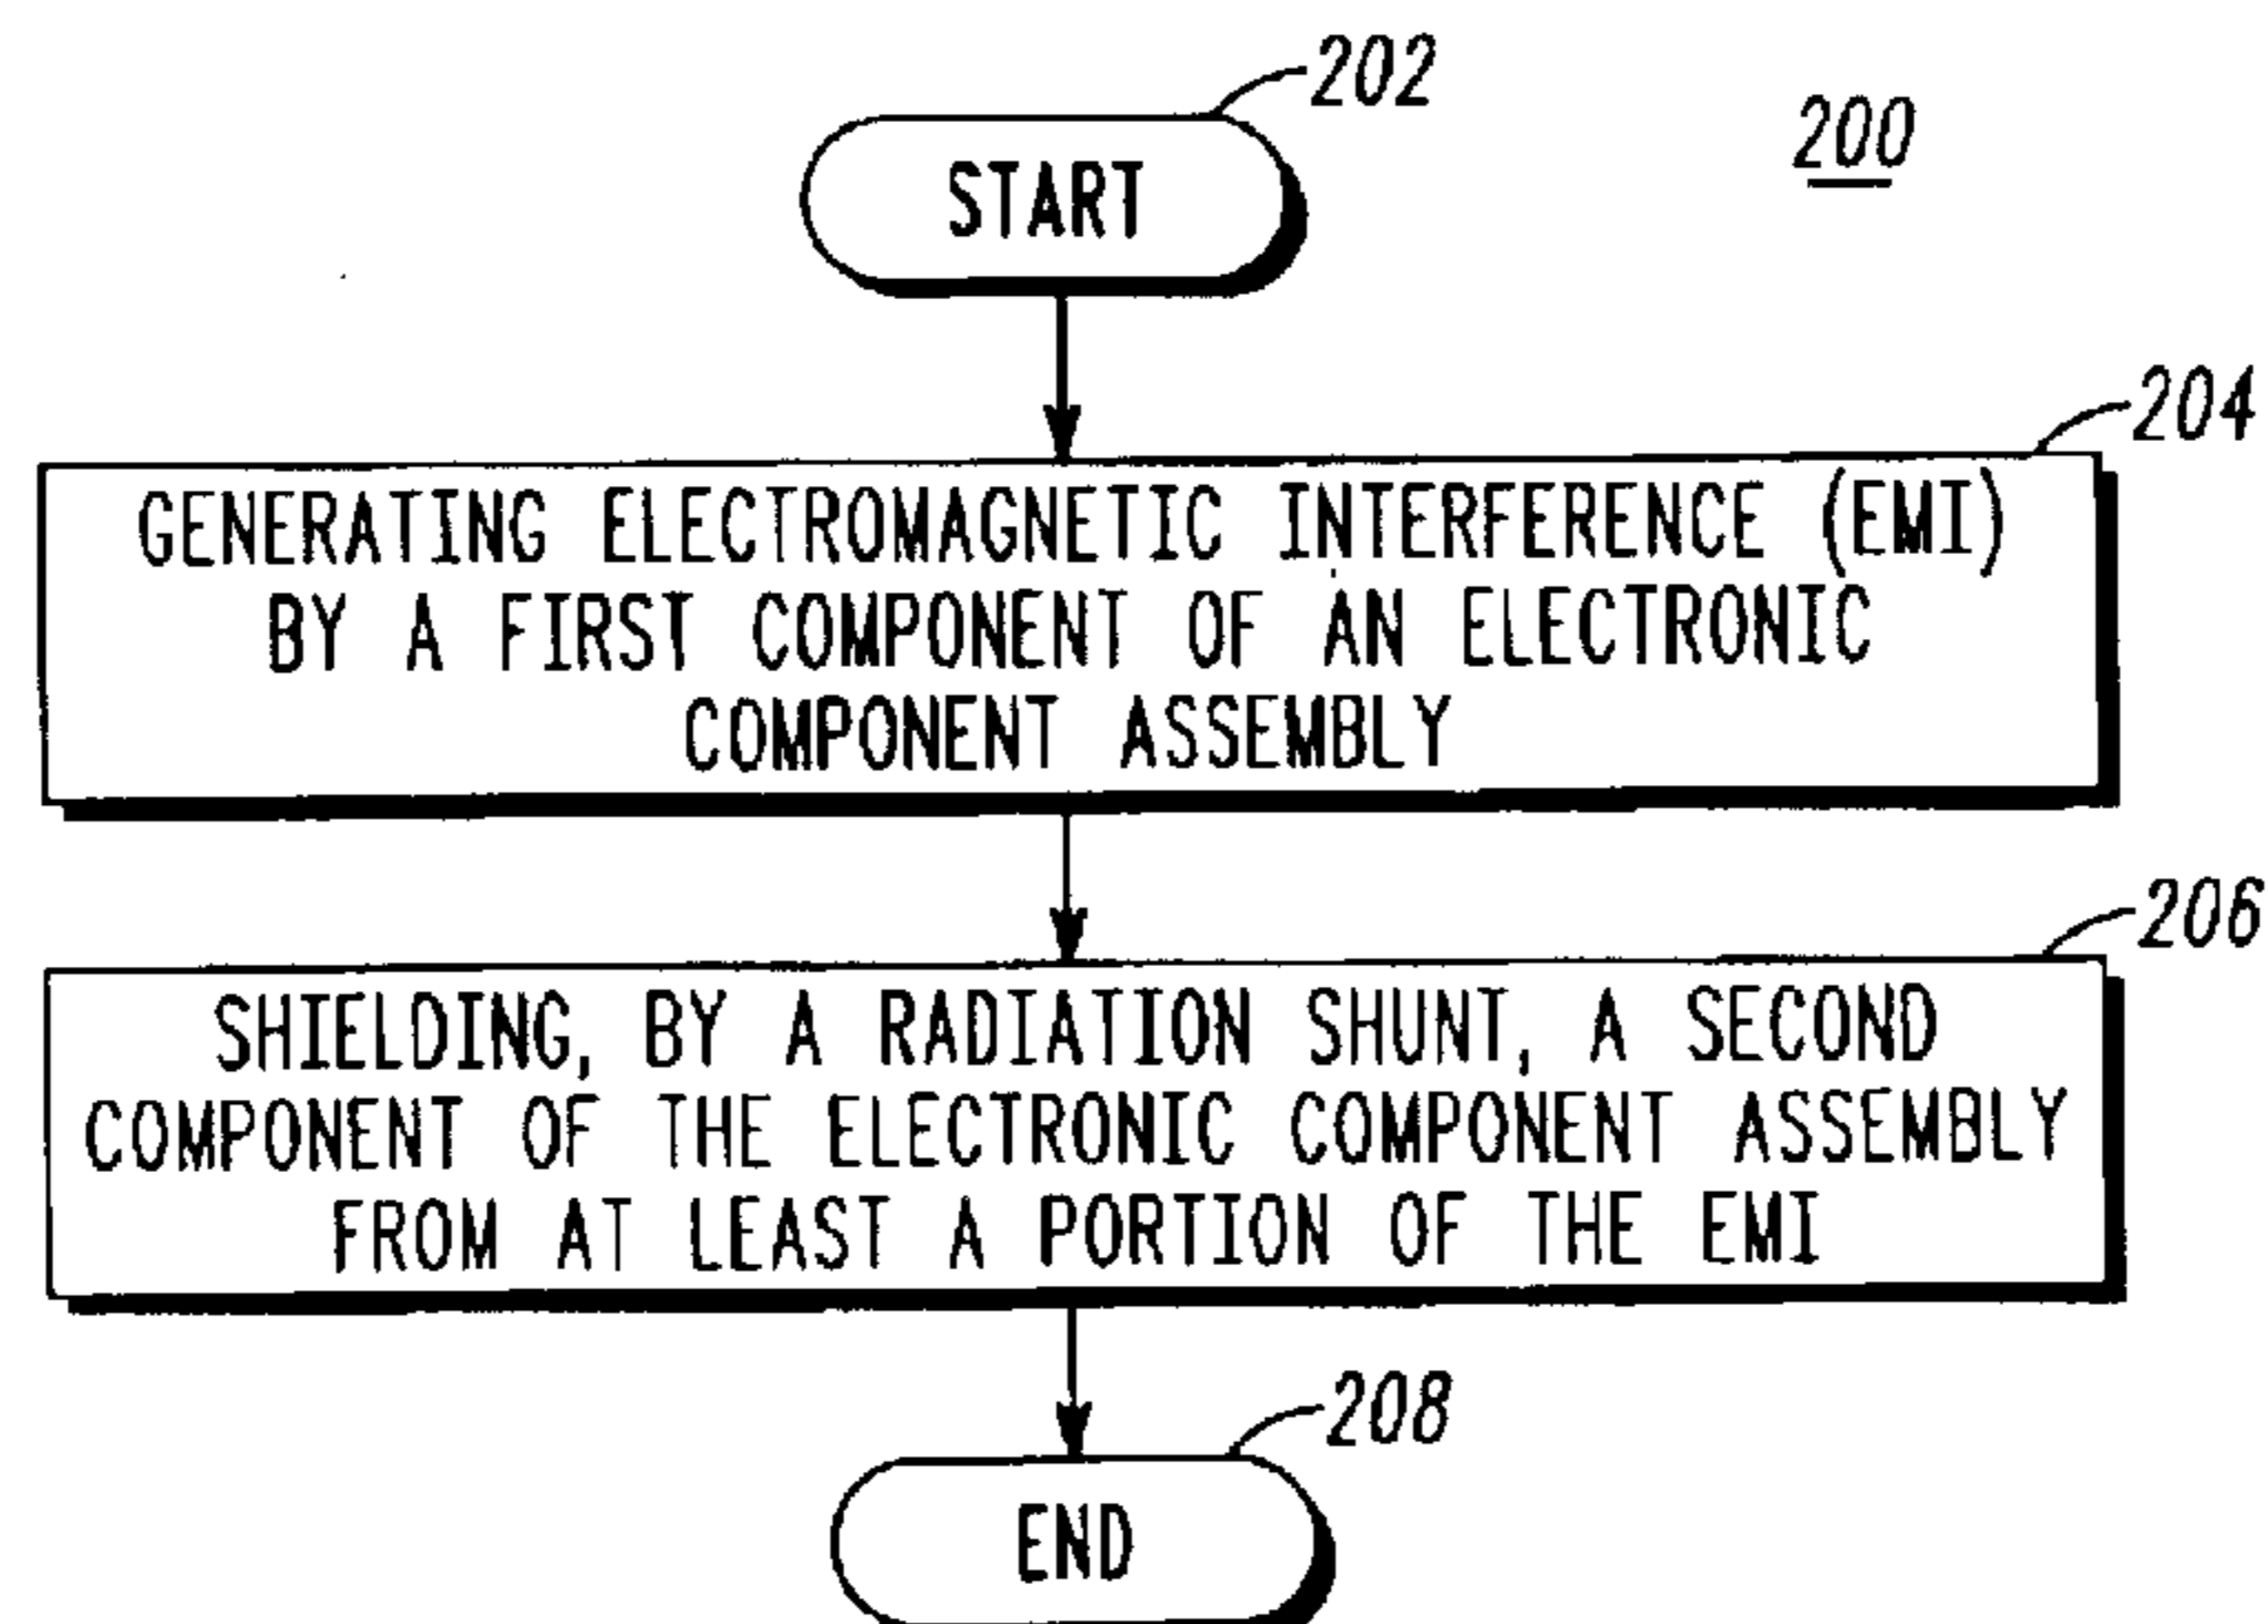 202
200
START
204
GENERATING ELECTROMAGNETIC INTERFERENCE (EMI)
BY A FIRST COMPONENT OF AN ELECTRONIC
COMPONENT ASSEMBLY
206
SHIELDING, BY A RADIATION SHUNT, A SECOND
COMPONENT OF THE ELECTRONIC COMPONENT ASSEMBLY
FROM AT LEAST A PORTION OF THE EMI
208
END